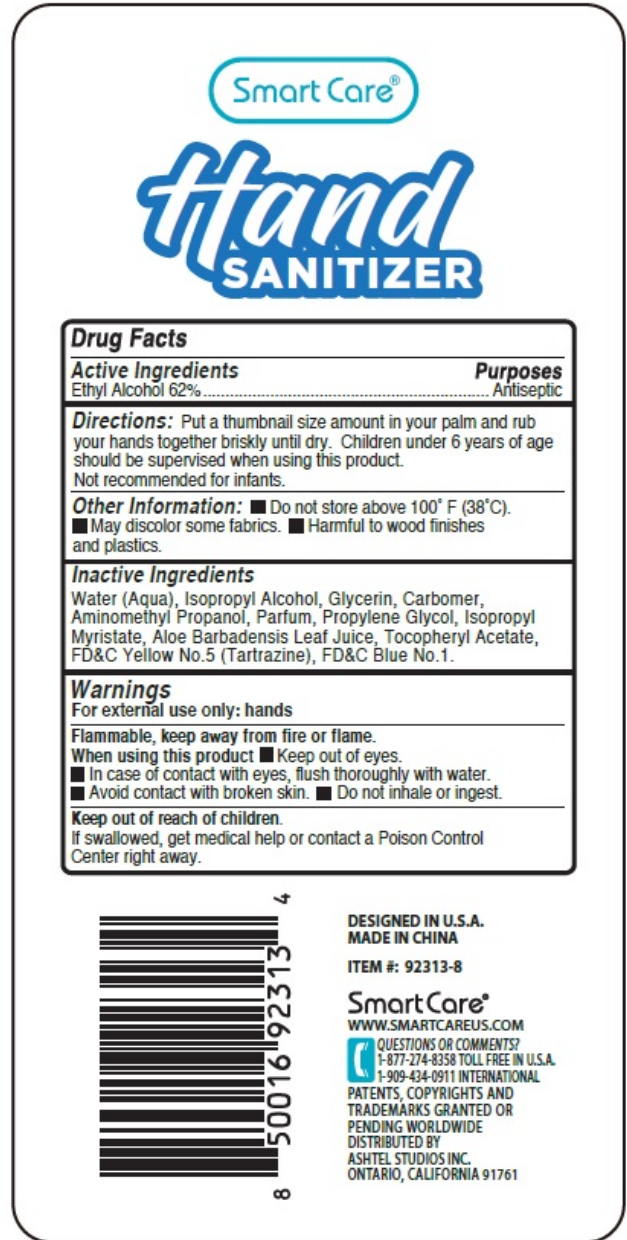 Smart Care®
Hand
SANITIZER
Drug Facts
Active Ingredients Purposes
Ethyl Alcohol 62%........................................................... Antiseptic
Directions: Put a thumbnail size amount in your palm and rub
your hands together briskly until dry. Children under 6 years of age
should be supervised when using this product.
Not recommended for infants.
Other Information: ■ Do not store above 100˚ F (38˚C).
■ May discolor some fabrics. ■ Harmful to wood finishes
and plastics.
Inactive Ingredients
Water (Aqua), Isopropyl Alcohol, Glycerin, Carbomer,
Aminomethyl Propanol, Parfum, Propylene Glycol, Isopropyl
Myristate, Aloe Barbadensis Leaf Juice, Tocopheryl Acetate,
FD&C Yellow No.5 (Tartrazine), FD&C Blue No.1.
Warnings
For external use only: hands
Flammable, keep away from fire or flame.
When using this product ■ Keep out of eyes.
■ In case of contact with eyes, flush thoroughly with water.
■ Avoid contact with broken skin. ■ Do not inhale or ingest.
Keep out of reach of children.
If swallowed, get medical help or contact a Poison Control
Center right away.
8 50016 92313 4
DESIGNED IN U.S.A.
MADE IN CHINA
ITEM #: 92313-8
Smart Care®
WWW.SMARTCAREUS.COM
QUESTIONS OR COMMENTS?
1-877-274-8358 TOLL FREE IN U.S.A.
1-909-434-0911 INTERNATIONAL
PATENTS, COPYRIGHTS AND
TRADEMARKS GRANTED OR
PENDING WORLDWIDE
DISTRIBUTED BY
ASHTEL STUDIOS INC.
ONTARIO, CALIFORNIA 91761